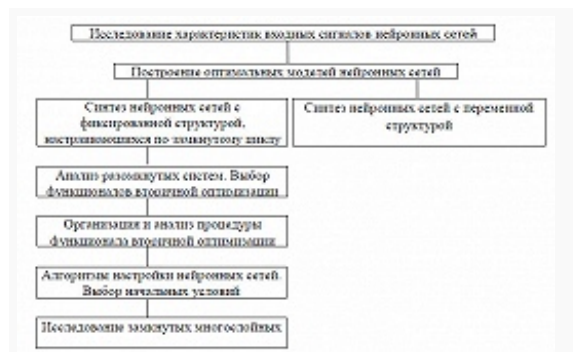 Исследование характеристик входных сигналов нейронных сетей
Построение оптимальных моделей нейронных сетей
Синтез нейронных сетей с
фиксированной структурой,
настраивающихся по замкнутому циклу
Синтез нейронных сетей с переменной
структурой
Анализ разомкнутых систем. Выбор
функционалов вторичной оптимизации
Организация и анализ процедуры
функционала вторичной оптимизации
Алгоритмы настройки нейронных сетей.
Выбор начальных условий
Исследование замкнутых многослойных